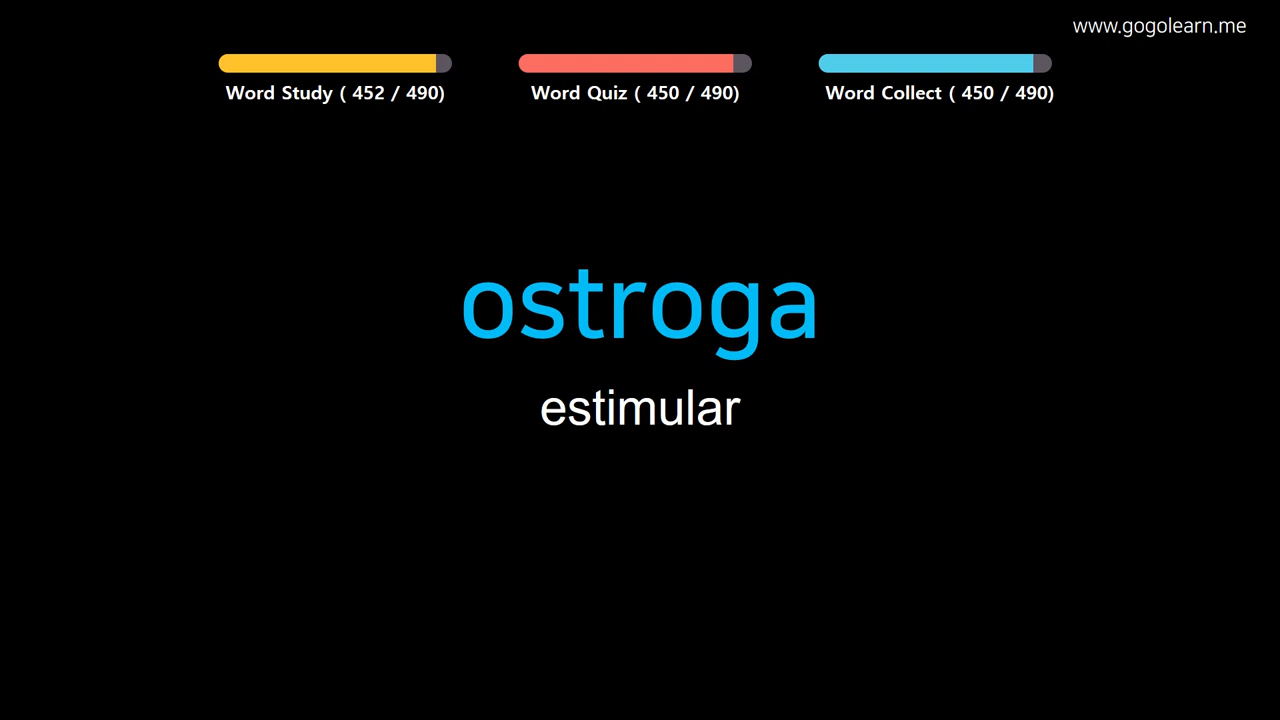 www.gogolearn.me
Word Study ( 452 / 490)
Word Quiz ( 450 / 490)
Word Collect ( 450 / 490)
ostroga
estimular